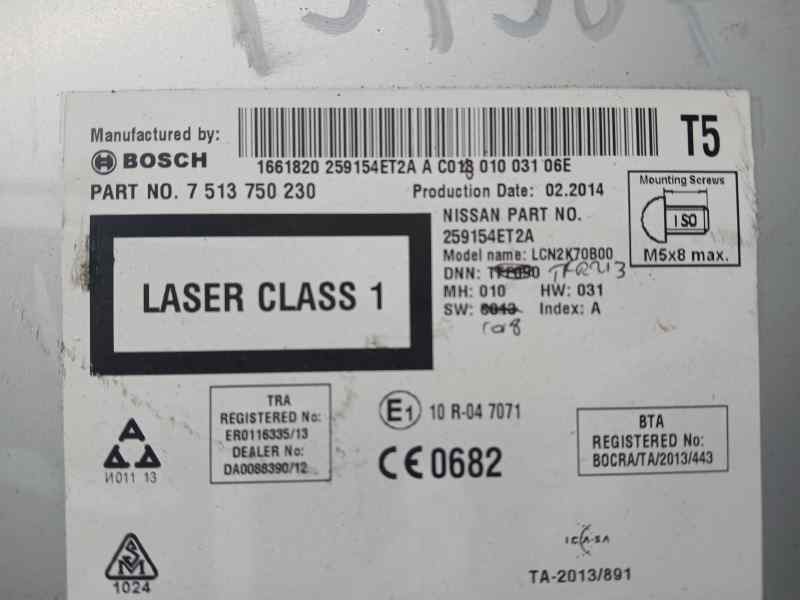 Manufactured by:
BOSCH
1661820 259154ET2A A C018 010 031 06E
T5
PART NO. 7 513 750 230
Production Date: 02.2014
Mounting Screws
ISO
M5x8 max.
LASER CLASS 1
NISSAN PART NO.
259154ET2A
Model name: LCN2K70B00
DNN:
MH: 010 HW: 031
SW: Index: A
108
TRA
REGISTERED No:
ER0116335/13
DEALER No:
DA0088390/12
E1 10 R-04 7071
CE 0682
BTA
REGISTERED No:
BOCRA/TA/2013/443
И011 13
SM
1024
ICASA
TA-2013/891